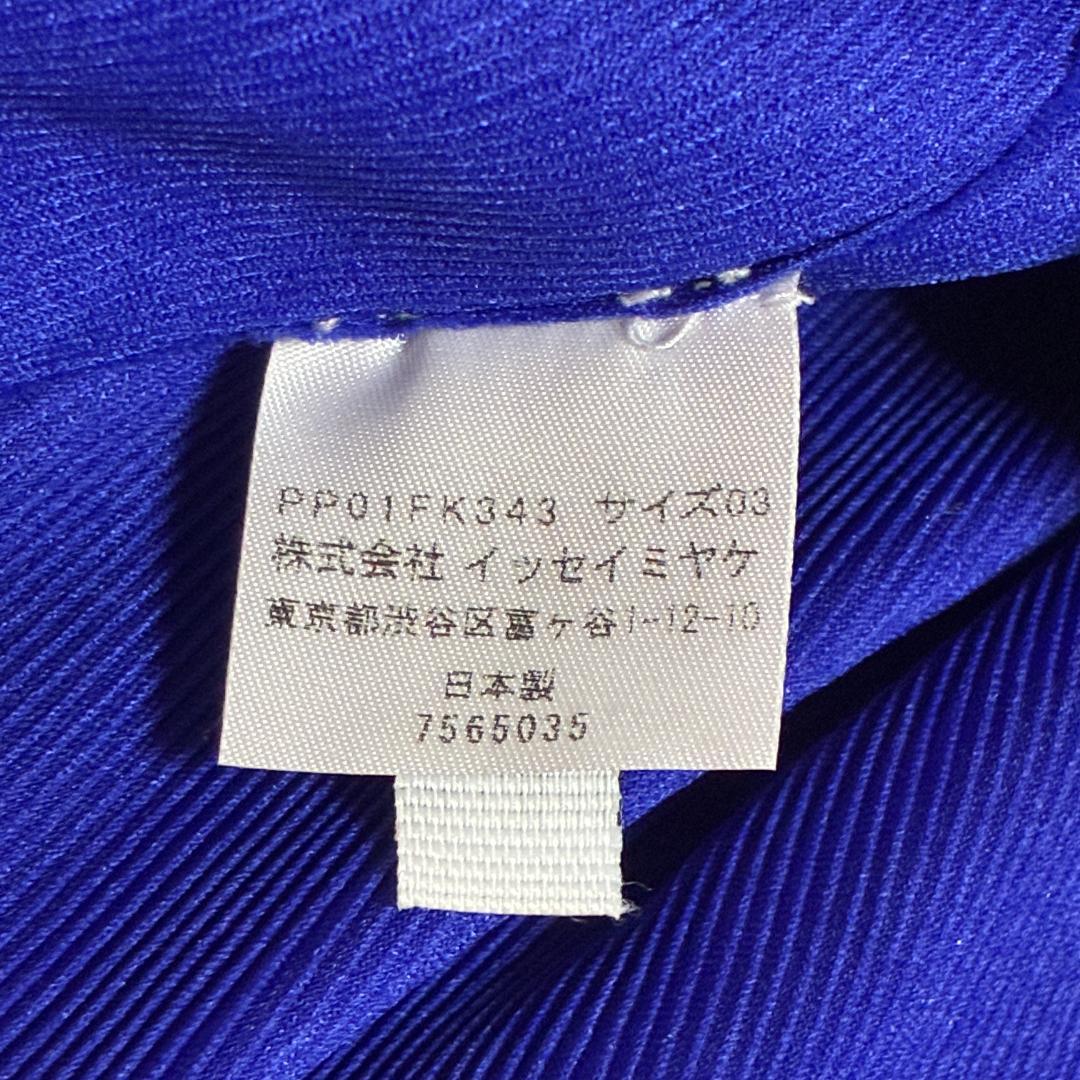 PP01FK343 サイズ03
株式会社 イッセイミヤケ
東京都渋谷区富ヶ谷1-12-10
日本製
7565035